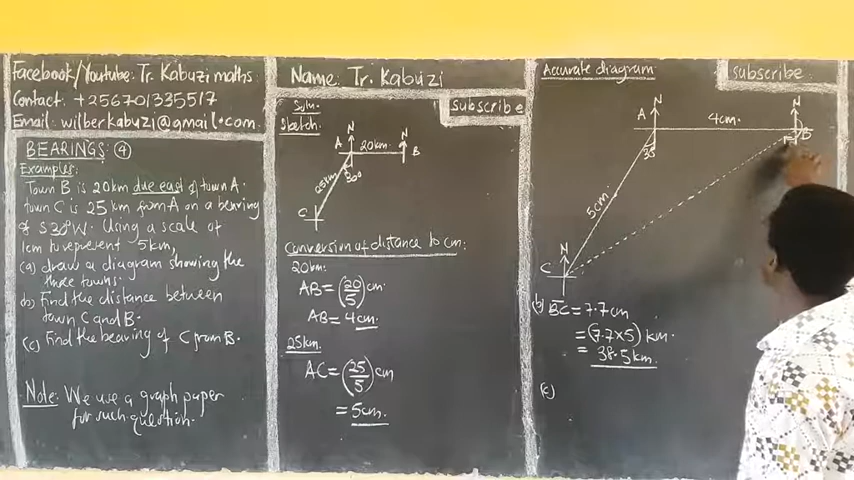 Facebook/Youtube: Tr. Kabuzi maths.
Contact: +256701335517
Email: wilberkabuzi@gmail.com.
BEARINGS: ④
Examples:
Town B is 20km due east of town A.
town C is 25 km from A on a bearing
of S30°W. Using a scale of
1cm to represent 5km,
(a) draw a diagram showing the
three towns.
(b) Find the distance between
town C and B.
(c) Find the bearing of C from B.
Note: We use a graph paper
for such question.
Name: Tr. Kabuzi
subscribe
Soln.
Sketch.
N
N
A
20km
B
25km
30°
C
Conversion of distance to cm:
20km:
AB = (20/5) cm
AB = 4cm.
25km.
AC = (25/5) cm
= 5cm.
Accurate diagram
subscribe
N
N
A
4cm.
B
5cm.
N
C
(b) BC = 7.7cm
= (7.7×5) km.
= 38.5km.
(c)